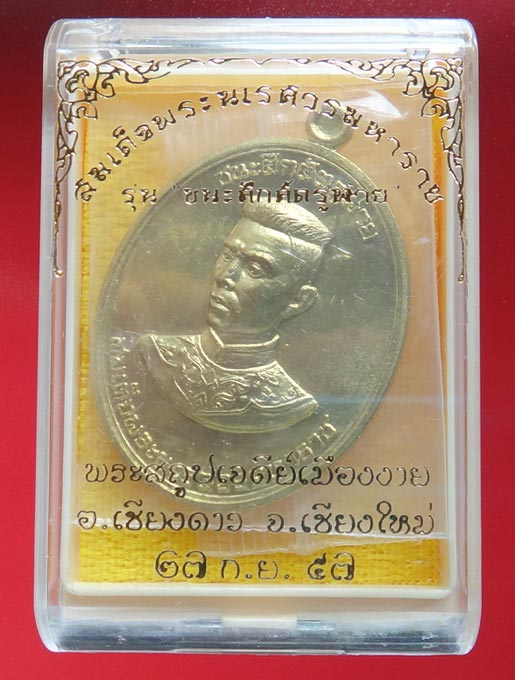 สมเด็จพระนเรศวรมหาราช
รุ่น "ชนะศึกศัตรูพ่าย"
พระสถูปเจดีย์เมืองงาย
อ.เชียงดาว จ.เชียงใหม่
๒๗ ก.ย. ๕๗